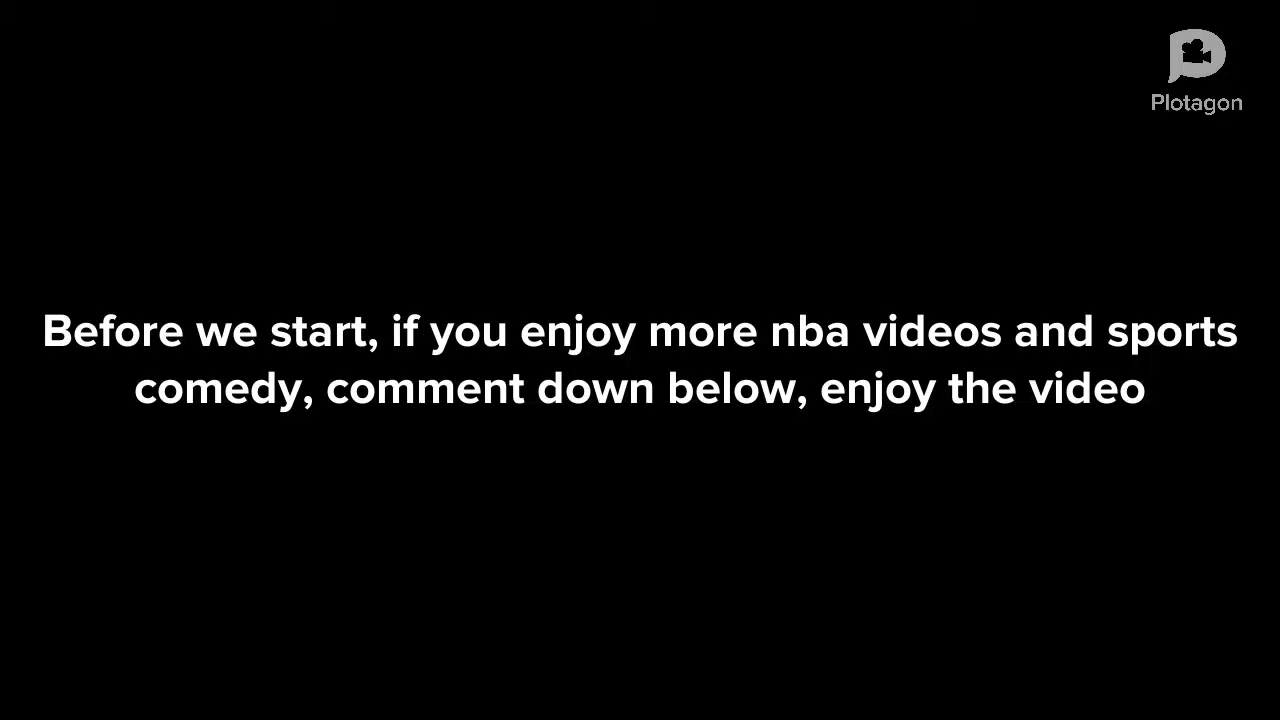 Plotagon
Before we start, if you enjoy more nba videos and sports
comedy, comment down below, enjoy the video